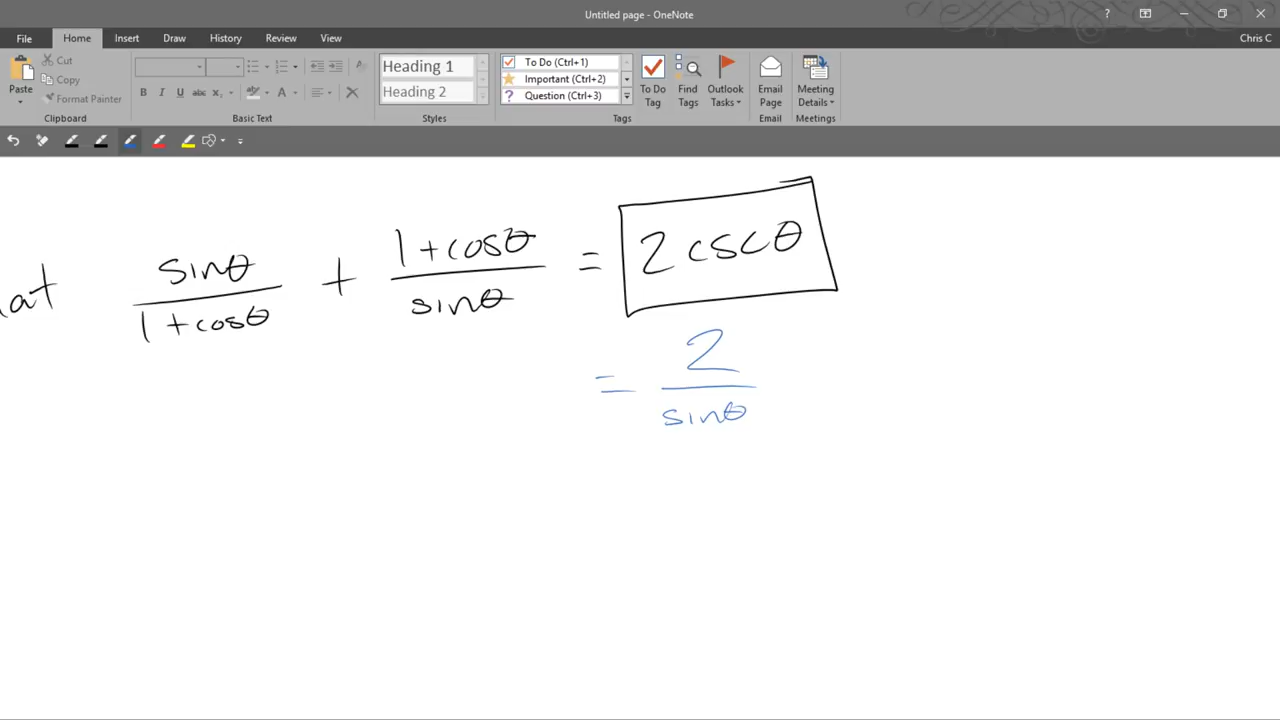 Untitled page - OneNote
?
File Home Insert Draw History Review View Chris C
Paste
Cut
Copy
Format Painter
Clipboard
B I U abc x₂ A
Basic Text
Heading 1
Heading 2
Styles
To Do (Ctrl+1)
Important (Ctrl+2)
? Question (Ctrl+3)
To Do Tag
Find Tags
Outlook Tasks
Tags
Email Page
Email
Meeting Details
Meetings
at sinθ/(1+cosθ) + (1+cosθ)/sinθ = 2cscθ
= 2/sinθ